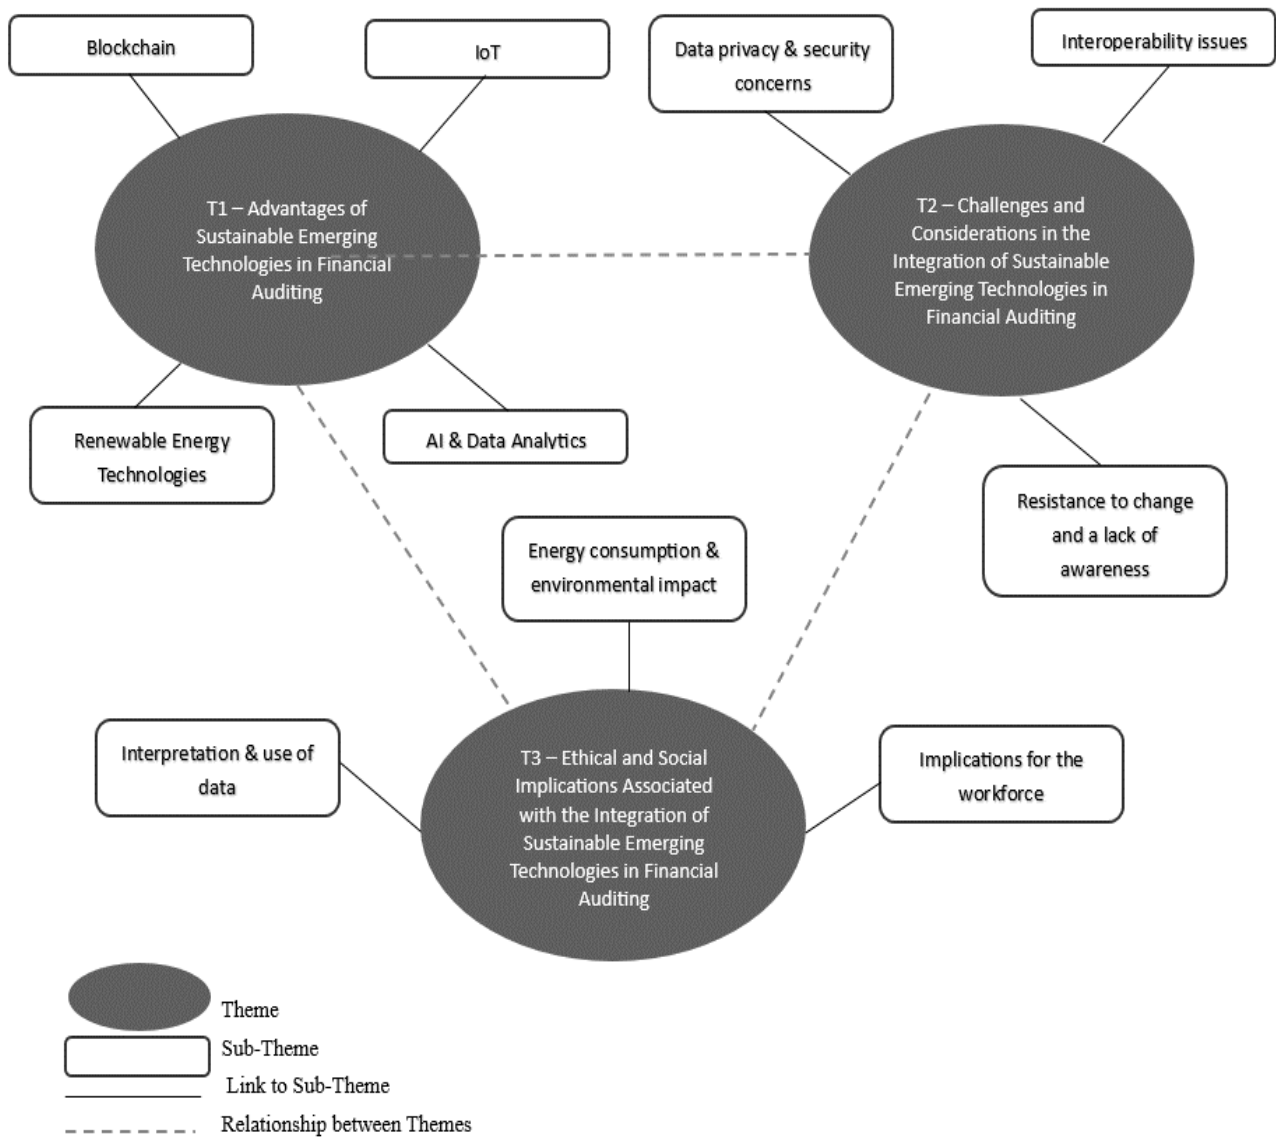 Blockchain
IoT
Data privacy & security
concerns
Interoperability issues
T1 – Advantages of
Sustainable Emerging
Technologies in Financial
Auditing
T2 – Challenges and
Considerations in the
Integration of Sustainable
Emerging Technologies in
Financial Auditing
Renewable Energy
Technologies
AI & Data Analytics
Resistance to change
and a lack of
awareness
Energy consumption &
environmental impact
Interpretation & use of
data
T3 – Ethical and Social
Implications Associated
with the Integration of
Sustainable Emerging
Technologies in Financial
Auditing
Implications for the
workforce
Theme
Sub-Theme
Link to Sub-Theme
Relationship between Themes